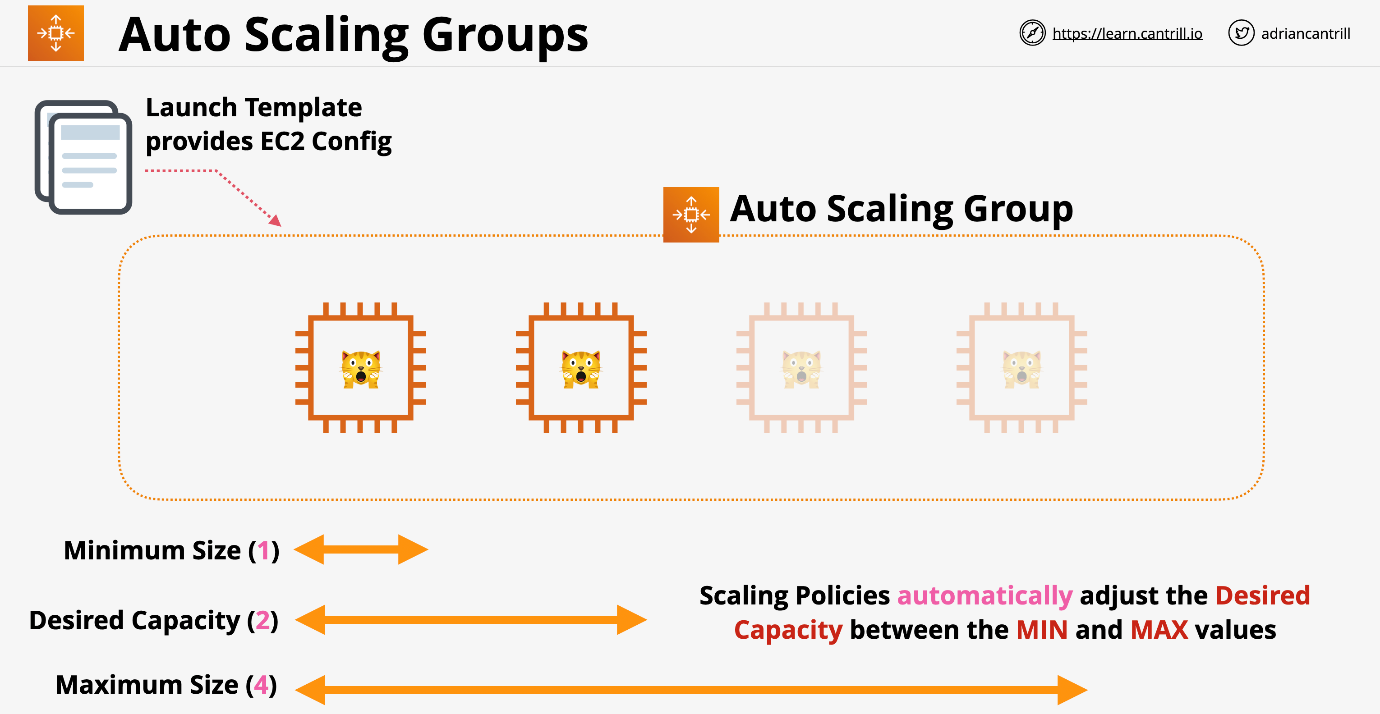 Auto Scaling Groups
https://learn.cantrill.io
adriancantrill
Launch Template
provides EC2 Config
Auto Scaling Group
Minimum Size (1)
Desired Capacity (2)
Maximum Size (4)
Scaling Policies automatically adjust the Desired
Capacity between the MIN and MAX values